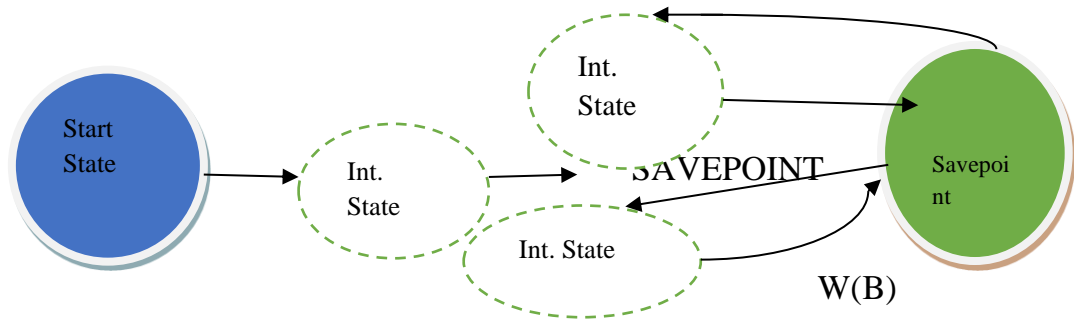 Start
State
Int.
State
Int.
State
SAVEPOINT
Int. State
Savepoi
nt
W(B)